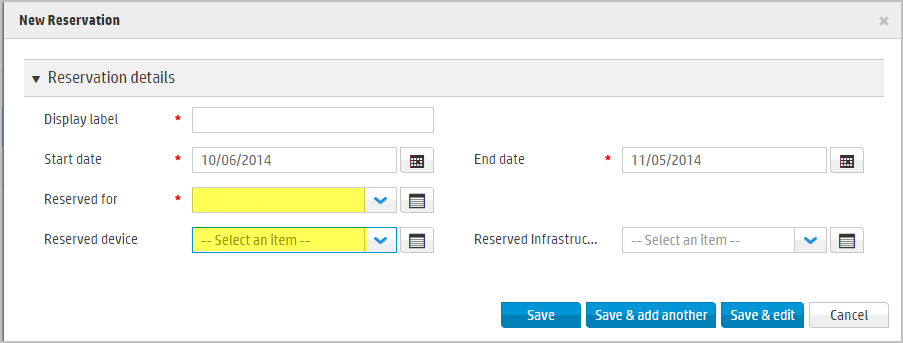 New Reservation
Reservation details
Display label *
Start date * 10/06/2014 End date * 11/05/2014
Reserved for *
Reserved device -- Select an item -- Reserved Infrastruc... -- Select an item --
Save Save & add another Save & edit Cancel